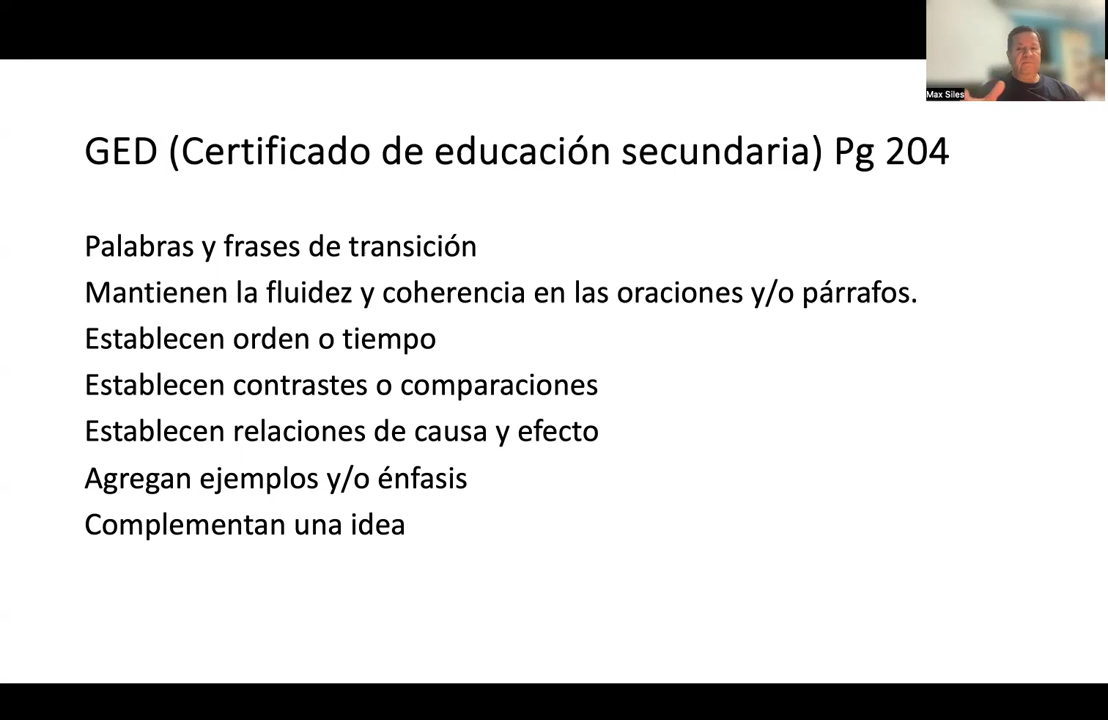 Max Siles
GED (Certificado de educación secundaria) Pg 204
Palabras y frases de transición
Mantienen la fluidez y coherencia en las oraciones y/o párrafos.
Establecen orden o tiempo
Establecen contrastes o comparaciones
Establecen relaciones de causa y efecto
Agregan ejemplos y/o énfasis
Complementan una idea